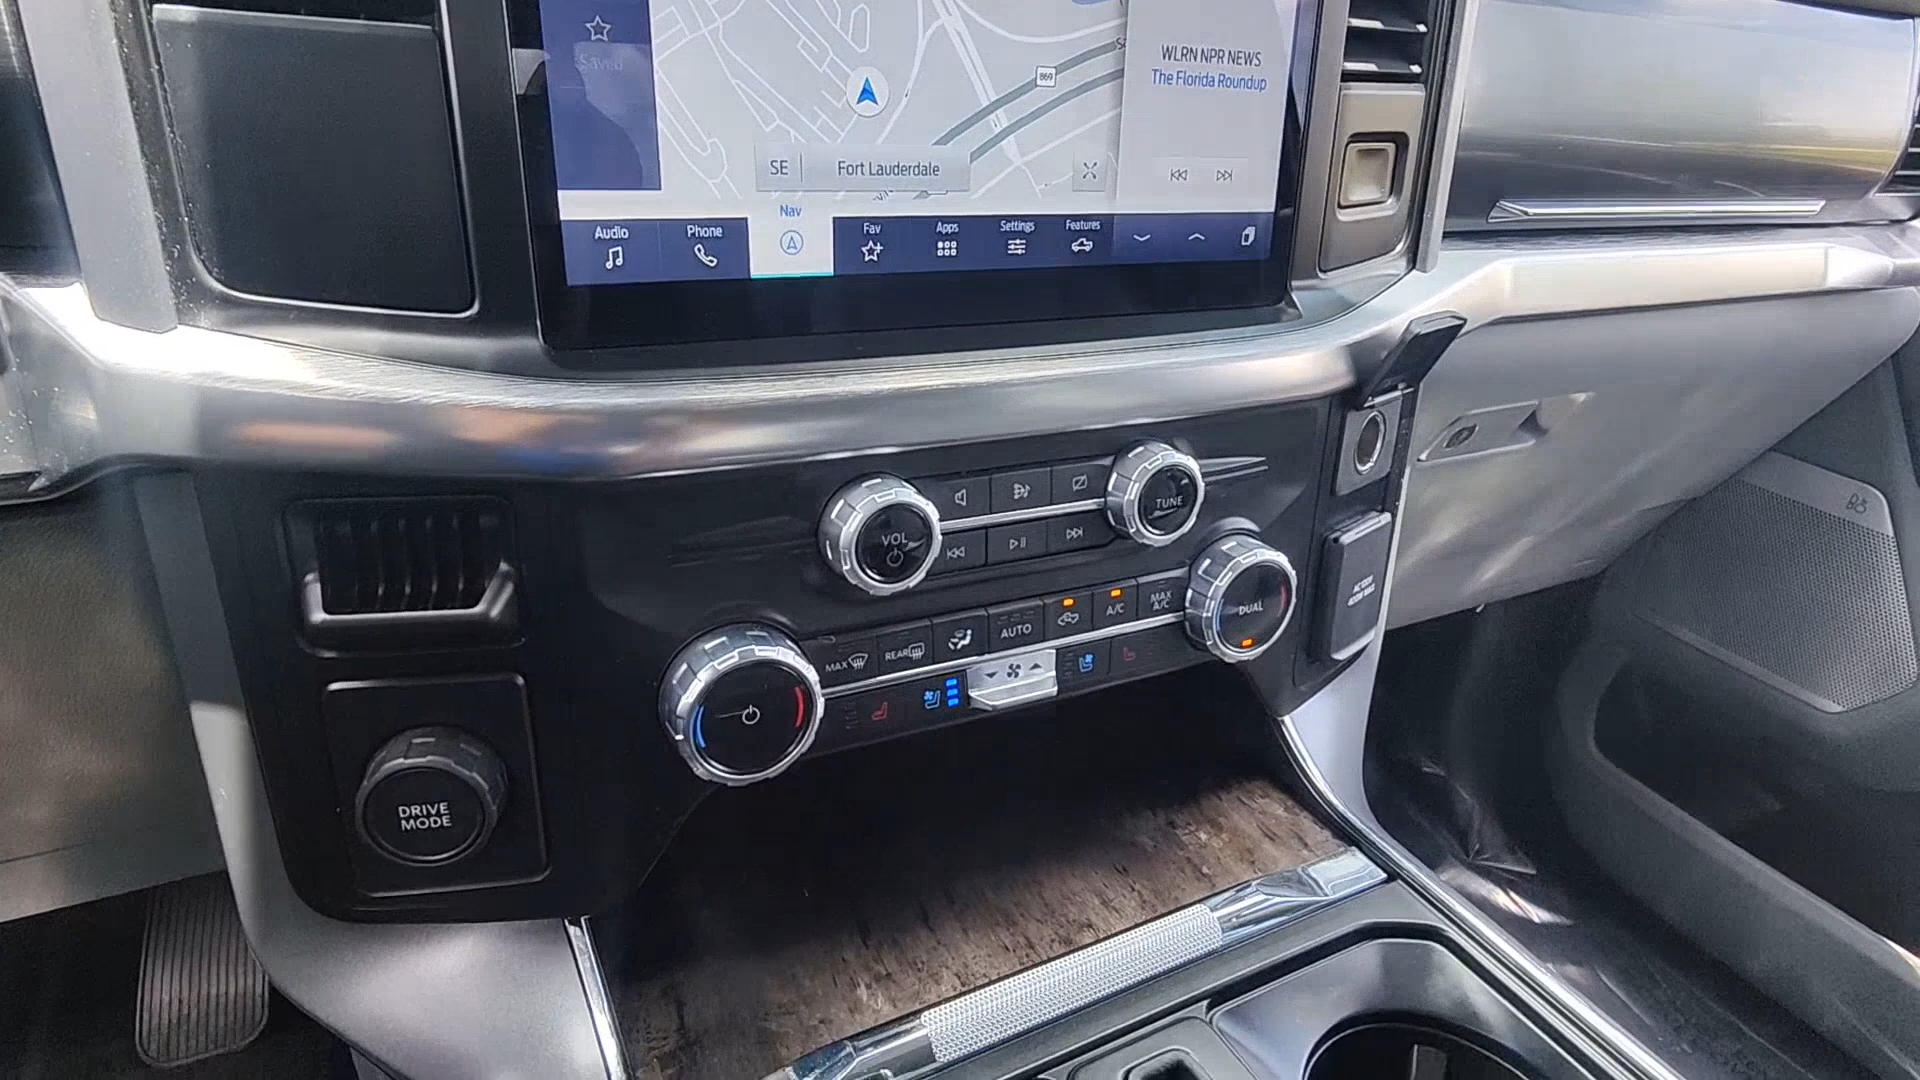 Saved
WLRN NPR NEWS
The Florida Roundup
869
SE
Fort Lauderdale
Nav
Audio
Phone
Fav
Apps
Settings
Features
VOL
TUNE
MAX
REAR
AUTO
A/C
MAX
A/C
DUAL
DRIVE
MODE